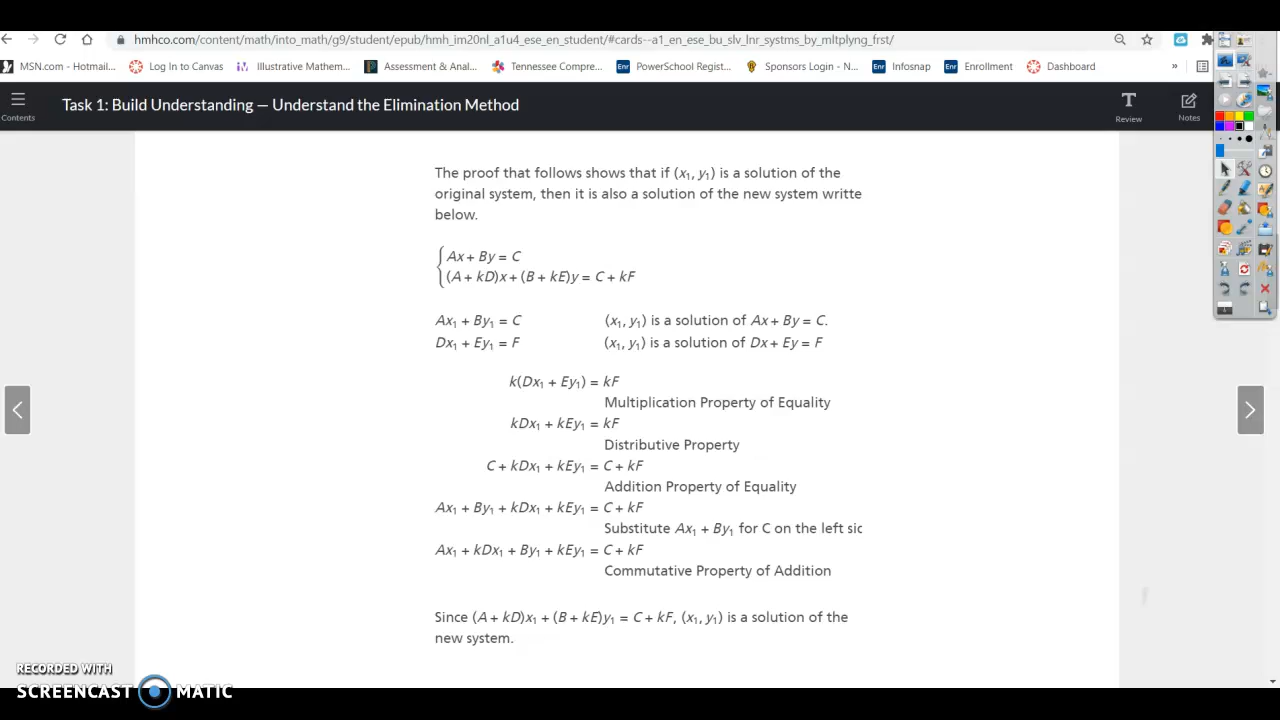 hmhco.com/content/math/into_math/g9/student/epub/hmh_im20nl_a1u4_ese_en_student/#cards--a1_en_ese_bu_slv_lnr_systms_by_mltplyng_frst/
MSN.com - Hotmail... Log In to Canvas Illustrative Mathem... Assessment & Anal... Tennessee Compre... Enr PowerSchool Regist... Sponsors Login - N... Enr Infosnap Enr Enrollment Dashboard »
Contents
Task 1: Build Understanding — Understand the Elimination Method
T Review
Notes
The proof that follows shows that if (x₁, y₁) is a solution of the
original system, then it is also a solution of the new system writte
below.
Ax + By = C
(A + kD)x + (B + kE)y = C + kF
Ax₁ + By₁ = C (x₁, y₁) is a solution of Ax + By = C.
Dx₁ + Ey₁ = F (x₁, y₁) is a solution of Dx + Ey = F
k(Dx₁ + Ey₁) = kF
Multiplication Property of Equality
kDx₁ + kEy₁ = kF
Distributive Property
C + kDx₁ + kEy₁ = C + kF
Addition Property of Equality
Ax₁ + By₁ + kDx₁ + kEy₁ = C + kF
Substitute Ax₁ + By₁ for C on the left sic
Ax₁ + kDx₁ + By₁ + kEy₁ = C + kF
Commutative Property of Addition
Since (A + kD)x₁ + (B + kE)y₁ = C + kF, (x₁, y₁) is a solution of the
new system.
RECORDED WITH
SCREENCAST MATIC